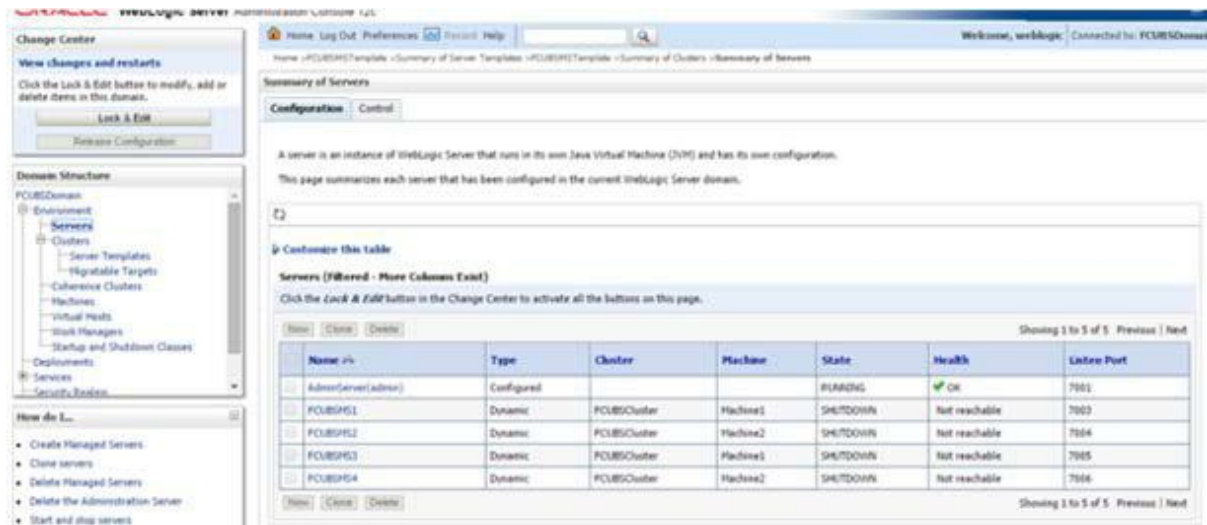 ORACLE WebLogic Server Administration Console 12c
Change Center
View changes and restarts
Click the Lock & Edit button to modify, add or
delete items in this domain.
Lock & Edit
Release Configuration
Domain Structure
FCUBSDomain
Environment
Servers
Clusters
Server Templates
Migratable Targets
Coherence Clusters
Machines
Virtual Hosts
Work Managers
Startup and Shutdown Classes
Deployments
Services
Security Realms
How do I...
Create Managed Servers
Clone servers
Delete Managed Servers
Delete the Administration Server
Start and stop servers
Home Log Out Preferences Record Help
Welcome, weblogic Connected to: FCUBSDomain
Home >FCUBSMSTemplate >Summary of Server Templates >FCUBSMSTemplate >Summary of Clusters >Summary of Servers
Summary of Servers
Configuration Control
A server is an instance of WebLogic Server that runs in its own Java Virtual Machine (JVM) and has its own configuration.
This page summarizes each server that has been configured in the current WebLogic Server domain.
Customize this table
Servers (Filtered - More Columns Exist)
Click the Lock & Edit button in the Change Center to activate all the buttons on this page.
New Clone Delete Showing 1 to 5 of 5 Previous | Next
Name Type Cluster Machine State Health Listen Port
AdminServer(admin) Configured RUNNING OK 7001
FCUBSMS1 Dynamic FCUBSCluster Machine1 SHUTDOWN Not reachable 7003
FCUBSMS2 Dynamic FCUBSCluster Machine2 SHUTDOWN Not reachable 7004
FCUBSMS3 Dynamic FCUBSCluster Machine1 SHUTDOWN Not reachable 7005
FCUBSMS4 Dynamic FCUBSCluster Machine2 SHUTDOWN Not reachable 7006
New Clone Delete Showing 1 to 5 of 5 Previous | Next